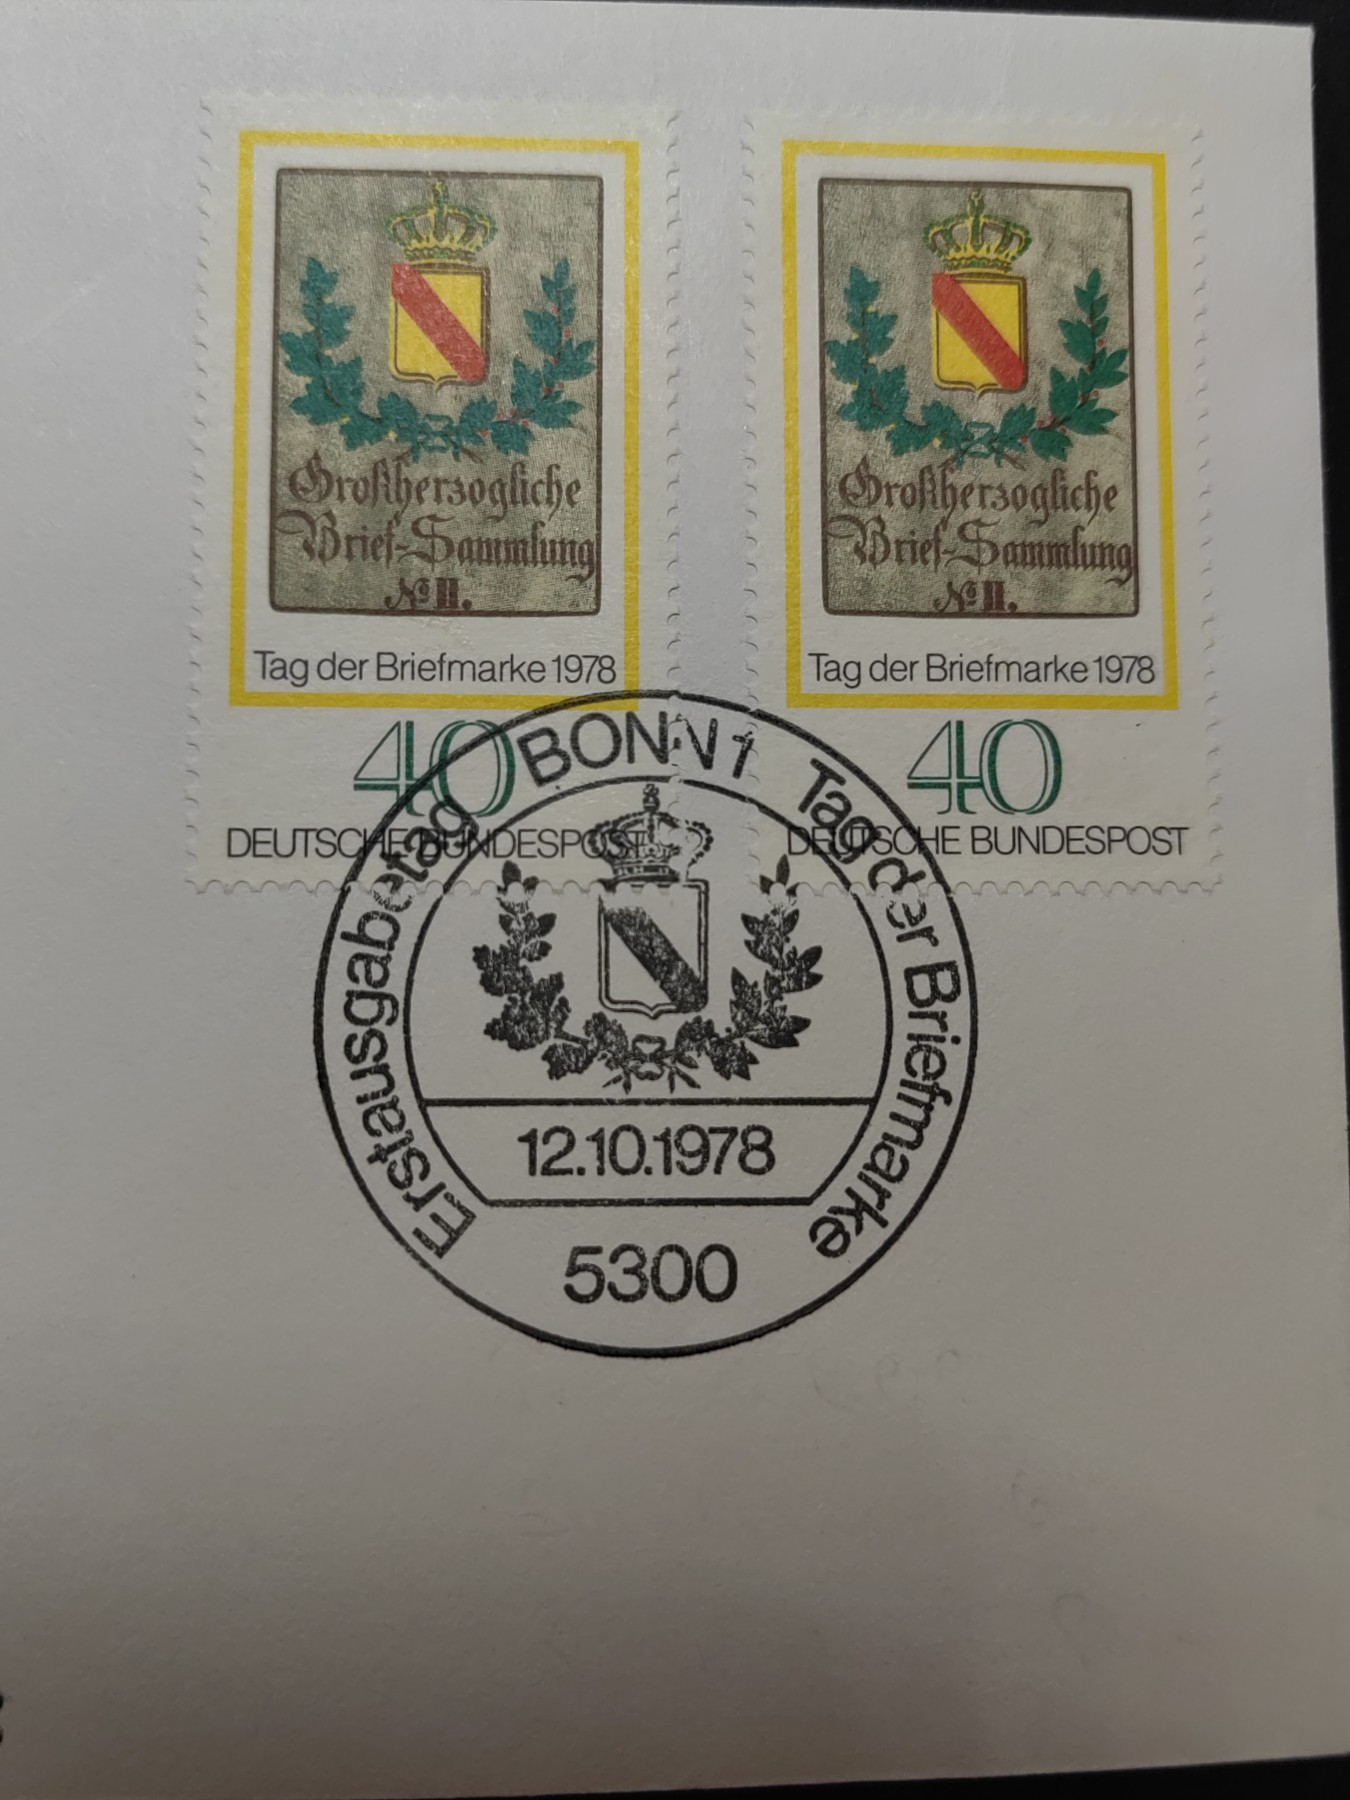 Großherzogliche
Brief-Sammlung
No II.
Tag der Briefmarke 1978
40
DEUTSCHE BUNDESPOST
Großherzogliche
Brief-Sammlung
No II.
Tag der Briefmarke 1978
40
DEUTSCHE BUNDESPOST
Erstausgabetag BONN 1 Tag der Briefmarke
12.10.1978
5300